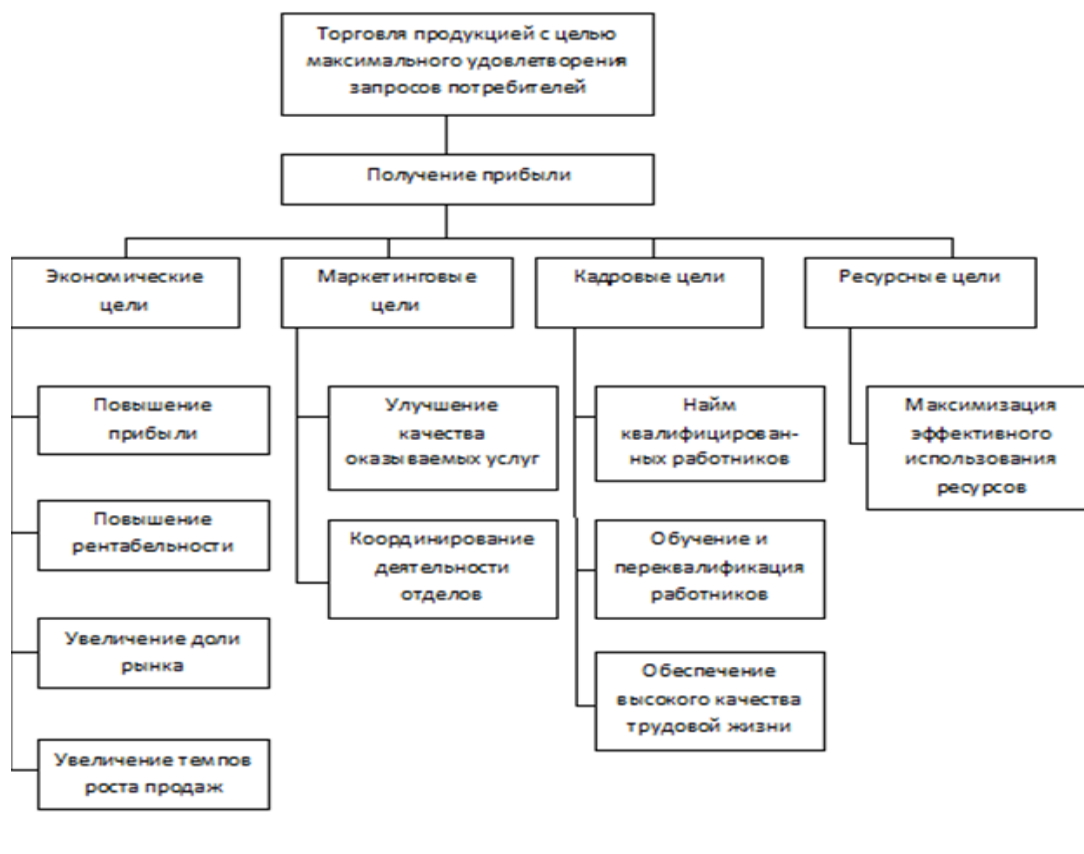 Торговля продукцией с целью
максимального удовлетворения
запросов потребителей
Получение прибыли
Экономические
цели
Маркетинговые
цели
Кадровые цели
Ресурсные цели
Повышение
прибыли
Повышение
рентабельности
Увеличение доли
рынка
Увеличение темпов
роста продаж
Улучшение
качества
оказываемых услуг
Координирование
деятельности
отделов
Найм
квалифицирован-
ных работников
Обучение и
переквалификация
работников
Обеспечение
высокого качества
трудовой жизни
Максимизация
эффективного
использования
ресурсов